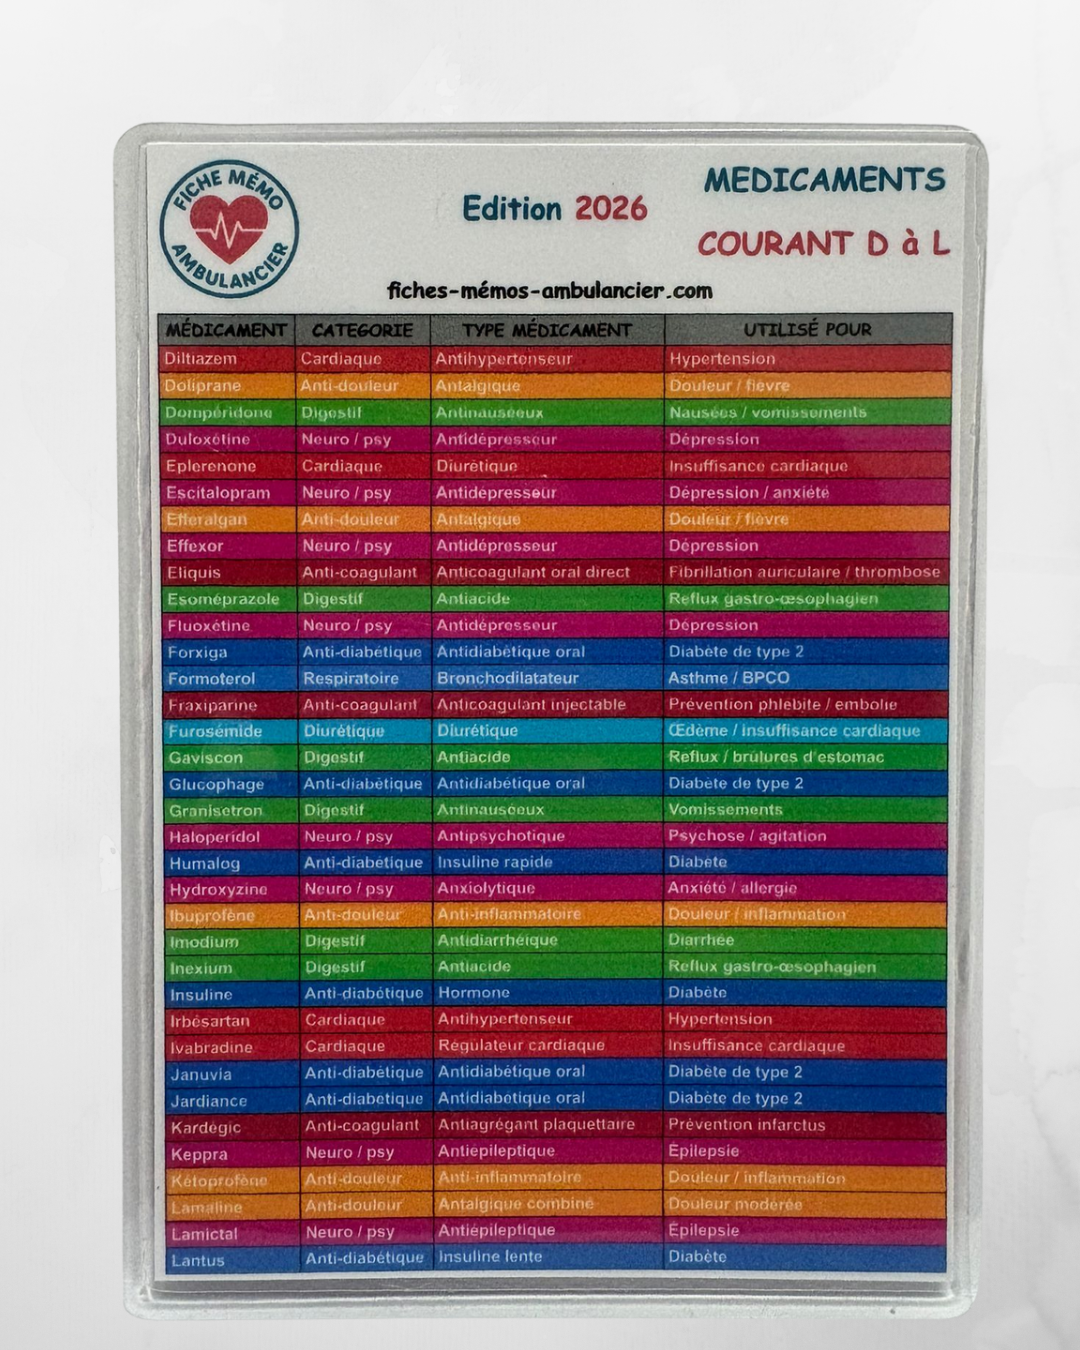 FICHE MÉMO
AMBULANCIER
Edition 2026
MEDICAMENTS
COURANT D à L
fiches-mémos-ambulancier.com
MÉDICAMENT CATEGORIE TYPE MÉDICAMENT UTILISÉ POUR
Diltiazem Cardiaque Antihypertenseur Hypertension
Doliprane Anti-douleur Antalgique Douleur / fièvre
Dompéridone Digestif Antinauséeux Nausées / vomissements
Duloxétine Neuro / psy Antidépresseur Dépression
Eplerenone Cardiaque Diurétique Insuffisance cardiaque
Escitalopram Neuro / psy Antidépresseur Dépression / anxiété
Efferalgan Anti-douleur Antalgique Douleur / fièvre
Effexor Neuro / psy Antidépresseur Dépression
Eliquis Anti-coagulant Anticoagulant oral direct Fibrillation auriculaire / thrombose
Esoméprazole Digestif Antiacide Reflux gastro-œsophagien
Fluoxétine Neuro / psy Antidépresseur Dépression
Forxiga Anti-diabétique Antidiabétique oral Diabète de type 2
Formoterol Respiratoire Bronchodilatateur Asthme / BPCO
Fraxiparine Anti-coagulant Anticoagulant injectable Prévention phlébite / embolie
Furosémide Diurétique Diurétique Œdème / Insuffisance cardiaque
Gaviscon Digestif Antiacide Reflux / brûlures d'estomac
Glucophage Anti-diabétique Antidiabétique oral Diabète de type 2
Granisetron Digestif Antinauséeux Vomissements
Haloperidol Neuro / psy Antipsychotique Psychose / agitation
Humalog Anti-diabétique Insuline rapide Diabète
Hydroxyzine Neuro / psy Anxiolytique Anxiété / allergie
Ibuprofène Anti-douleur Anti-inflammatoire Douleur / inflammation
Imodium Digestif Antidiarrhéique Diarrhée
Inexium Digestif Antiacide Reflux gastro-œsophagien
Insuline Anti-diabétique Hormone Diabète
Irbésartan Cardiaque Antihypertenseur Hypertension
Ivabradine Cardiaque Régulateur cardiaque Insuffisance cardiaque
Januvia Anti-diabétique Antidiabétique oral Diabète de type 2
Jardiance Anti-diabétique Antidiabétique oral Diabète de type 2
Kardégic Anti-coagulant Antiagrégant plaquettaire Prévention infarctus
Keppra Neuro / psy Antiépileptique Épilepsie
Kétoprofène Anti-douleur Anti-inflammatoire Douleur / inflammation
Lamaline Anti-douleur Antalgique combiné Douleur modérée
Lamictal Neuro / psy Antiépileptique Épilepsie
Lantus Anti-diabétique Insuline lente Diabète